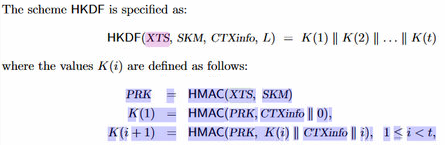 The scheme HKDF is specified as:
HKDF(XTS, SKM, CTXinfo, L) = K(1) ‖ K(2) ‖ … ‖ K(t)
where the values K(i) are defined as follows:
PRK = HMAC(XTS, SKM)
K(1) = HMAC(PRK, CTXinfo ‖ 0),
K(i + 1) = HMAC(PRK, K(i) ‖ CTXinfo ‖ i), 1 ≤ i < t,